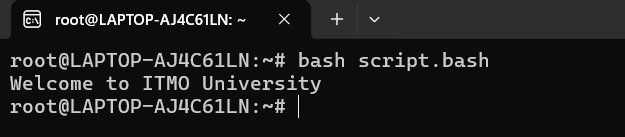 root@LAPTOP-AJ4C61LN: ~
root@LAPTOP-AJ4C61LN:~# bash script.bash
Welcome to ITMO University
root@LAPTOP-AJ4C61LN:~#